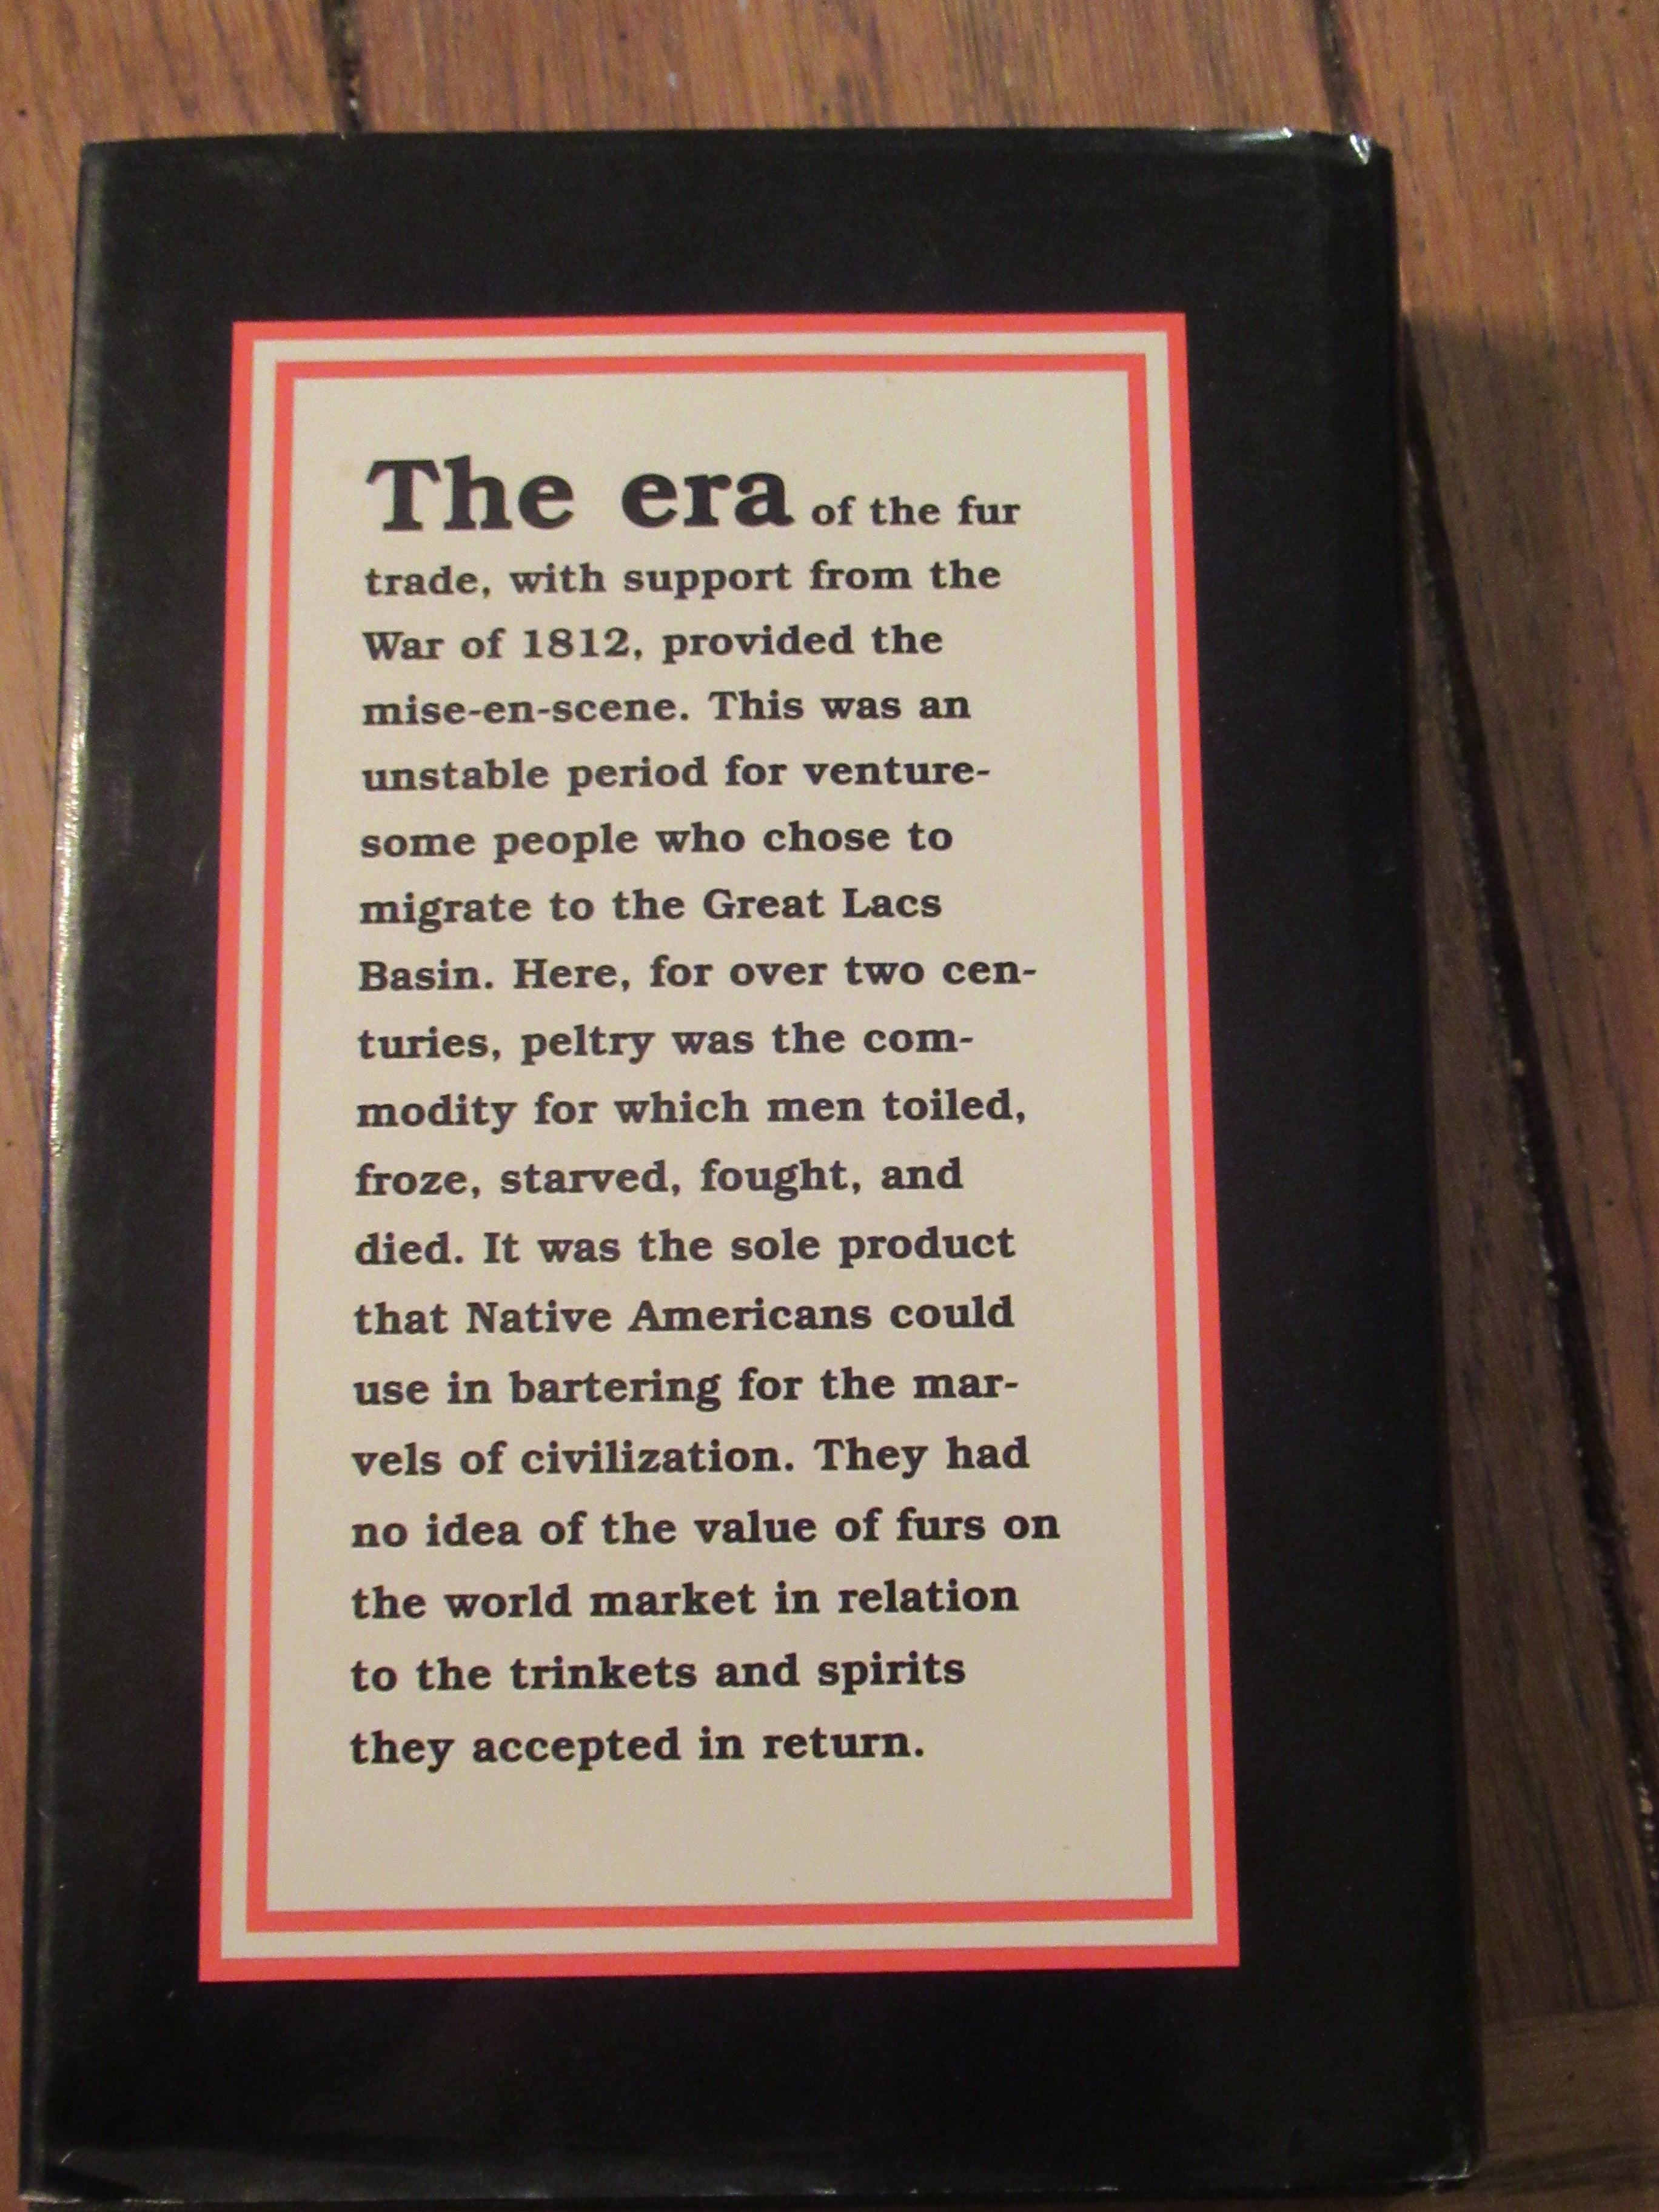 The era of the fur
trade, with support from the
War of 1812, provided the
mise-en-scene. This was an
unstable period for venture-
some people who chose to
migrate to the Great Lacs
Basin. Here, for over two cen-
turies, peltry was the com-
modity for which men toiled,
froze, starved, fought, and
died. It was the sole product
that Native Americans could
use in bartering for the mar-
vels of civilization. They had
no idea of the value of furs on
the world market in relation
to the trinkets and spirits
they accepted in return.